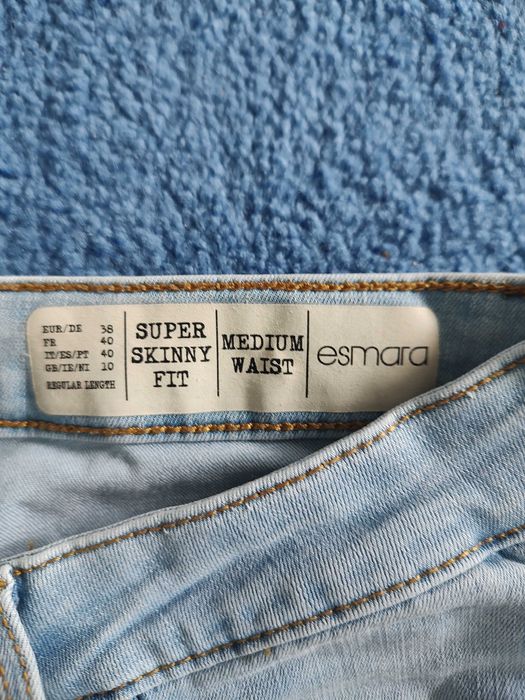 EUR/DE 38
FR 40
IT/ES/PT 40
GB/IE/NI 10
REGULAR LENGTH
SUPER
SKINNY
FIT
MEDIUM
WAIST
esmara